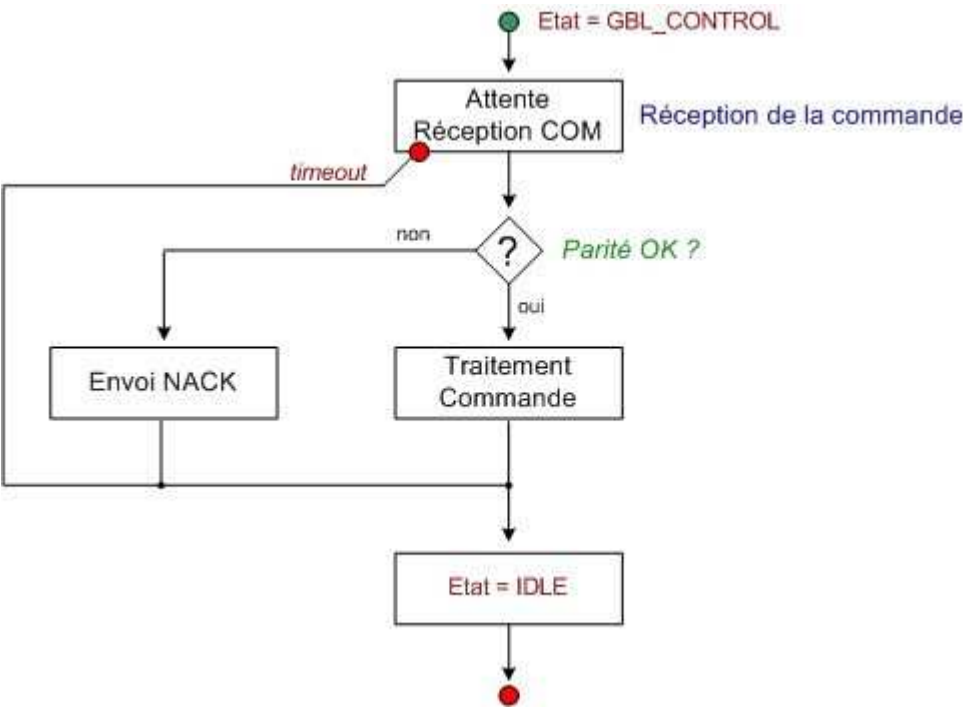 Etat = GBL_CONTROL
Attente
Réception COM
Réception de la commande
timeout
non
?
Parité OK ?
oui
Envoi NACK
Traitement
Commande
Etat = IDLE